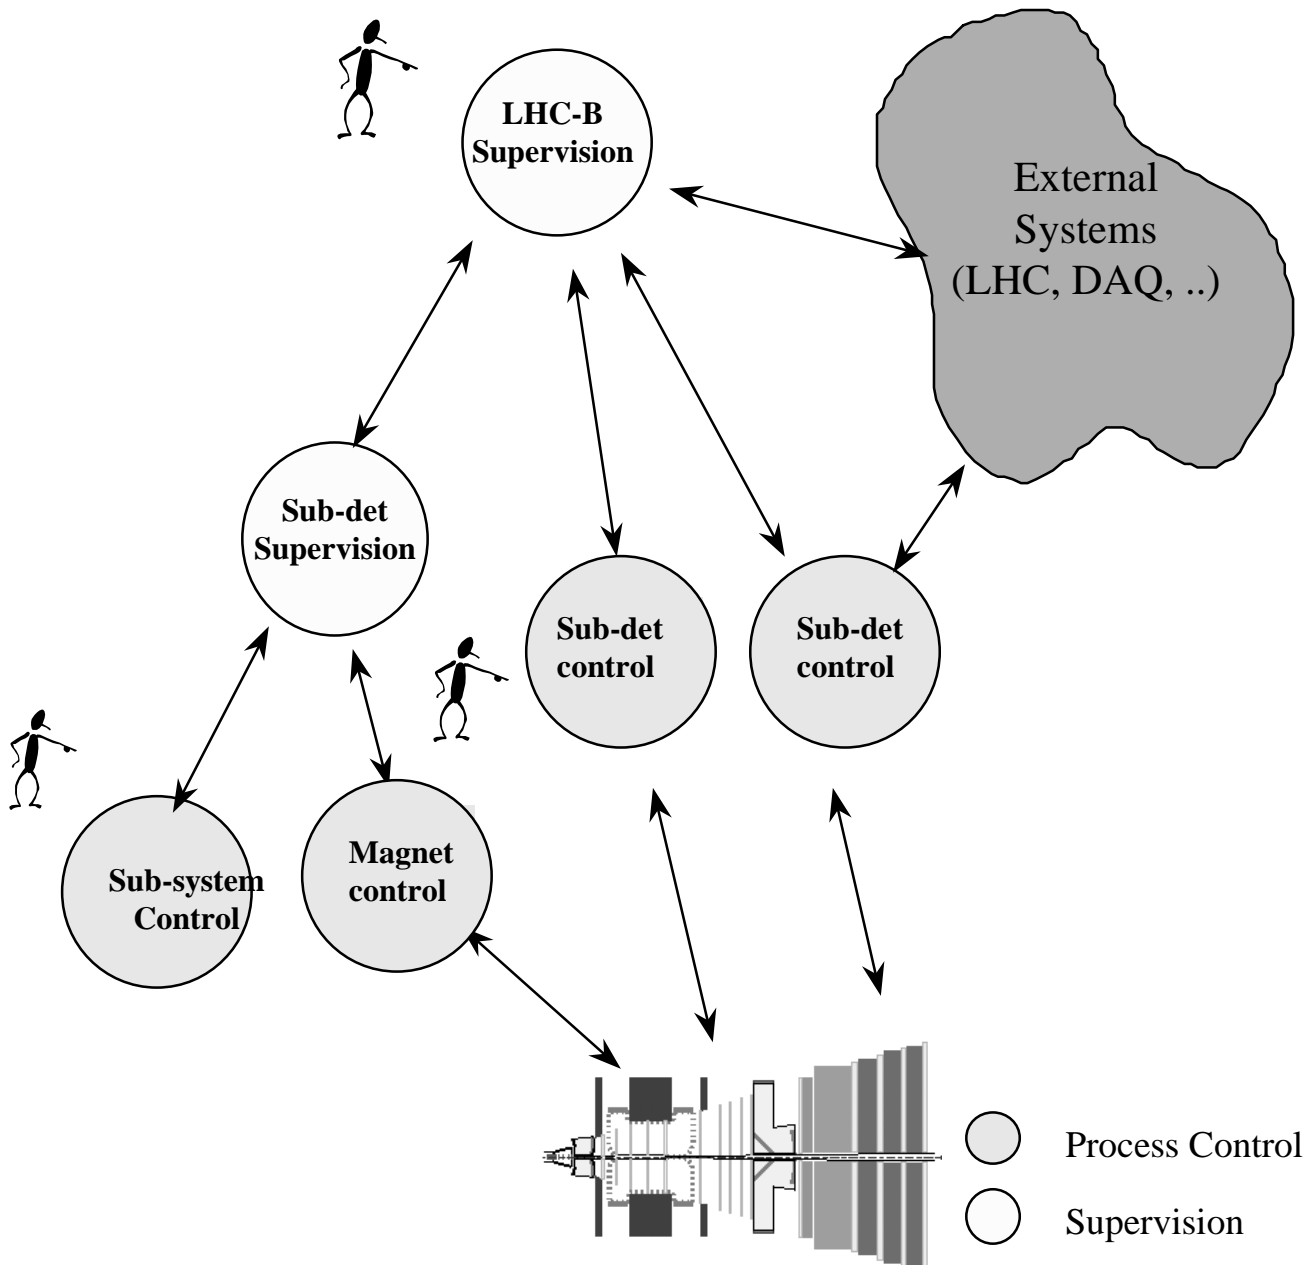 LHC-B
Supervision
External
Systems
(LHC, DAQ, ..)
Sub-det
Supervision
Sub-det
control
Sub-det
control
Sub-system
Control
Magnet
control
Process Control
Supervision